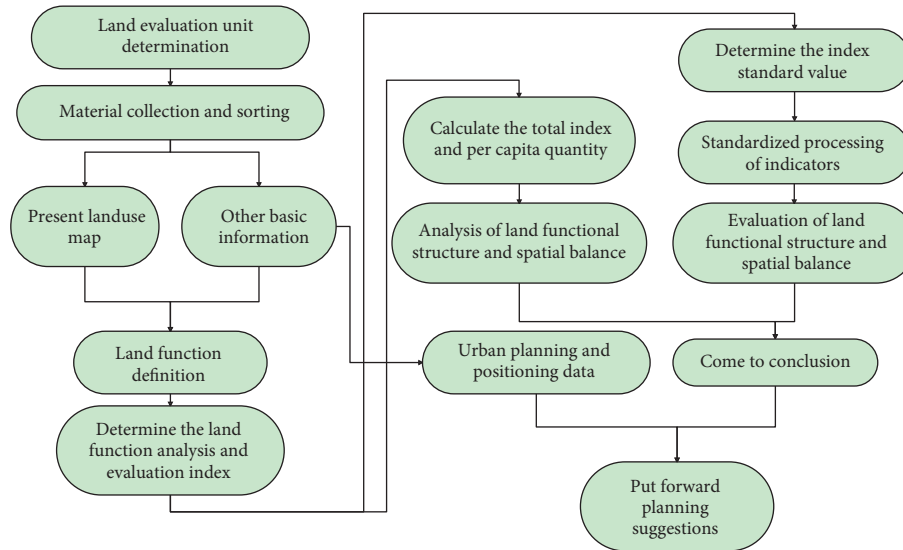 Land evaluation unit
determination
Material collection and sorting
Present landuse
map
Other basic
information
Land function
definition
Determine the land
function analysis and
evaluation index
Calculate the total index
and per capita quantity
Analysis of land functional
structure and spatial balance
Urban planning and
positioning data
Determine the index
standard value
Standardized processing
of indicators
Evaluation of land
functional structure and
spatial balance
Come to conclusion
Put forward
planning
suggestions